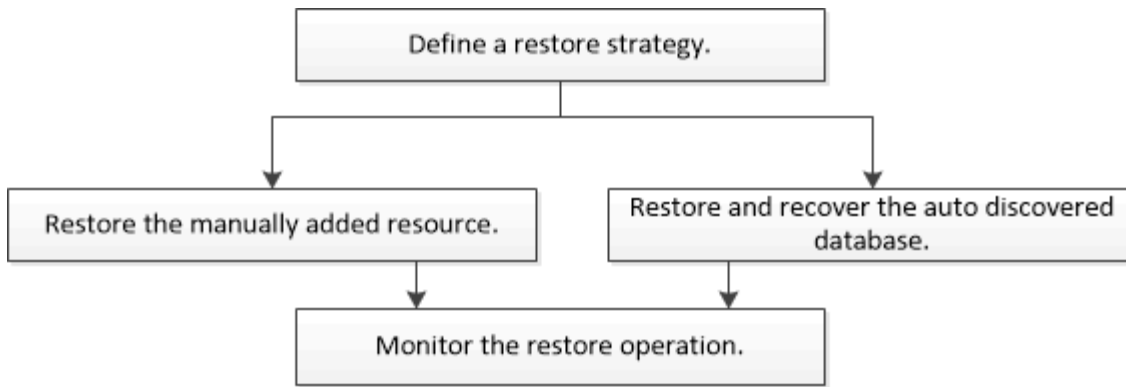 Define a restore strategy.
Restore the manually added resource.
Restore and recover the auto discovered
database.
Monitor the restore operation.